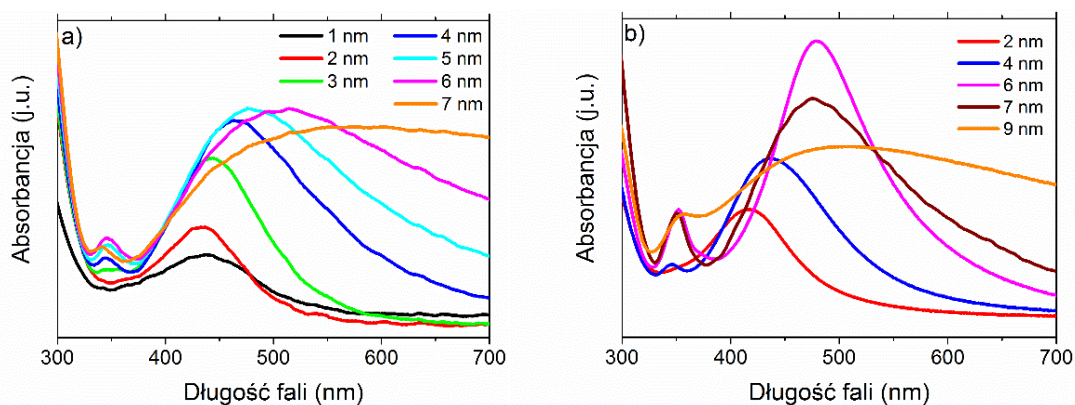 a)
1 nm
2 nm
3 nm
4 nm
5 nm
6 nm
7 nm
Absorbancja (j.u.)
300 400 500 600 700
Długość fali (nm)
b)
2 nm
4 nm
6 nm
7 nm
9 nm
Absorbancja (j.u.)
300 400 500 600 700
Długość fali (nm)